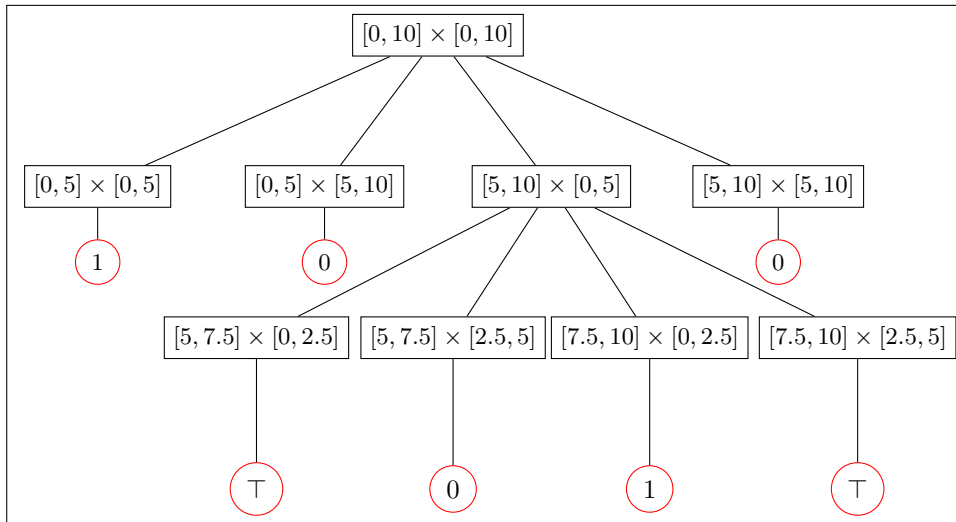 [0, 10] × [0, 10]
[0, 5] × [0, 5]
[0, 5] × [5, 10]
[5, 10] × [0, 5]
[5, 10] × [5, 10]
1
0
0
[5, 7.5] × [0, 2.5]
[5, 7.5] × [2.5, 5]
[7.5, 10] × [0, 2.5]
[7.5, 10] × [2.5, 5]
⊤
0
1
⊤